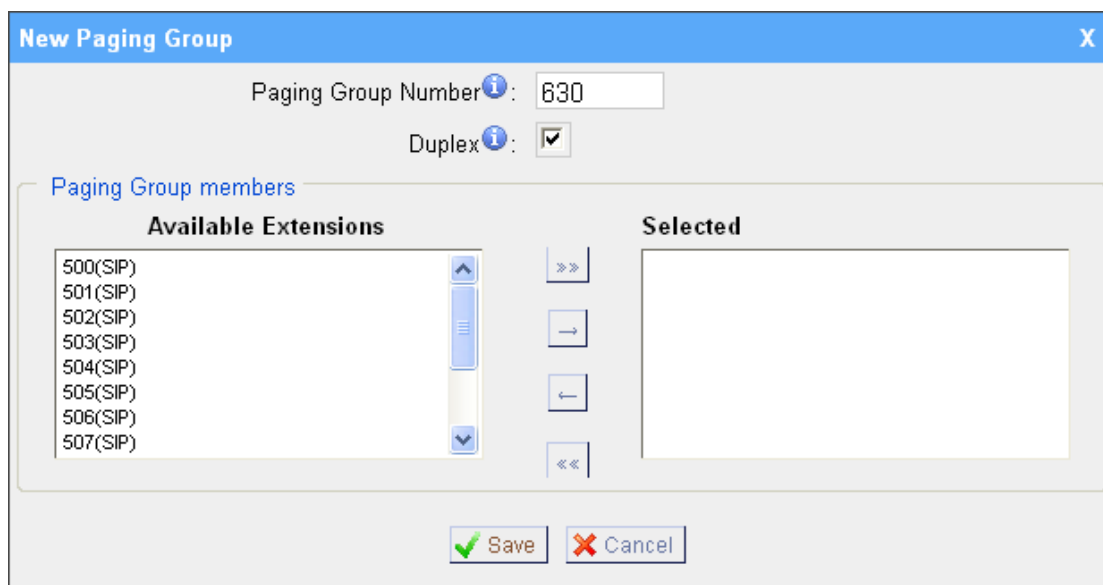 New Paging Group X
Paging Group Number i : 630
Duplex i :
Paging Group members
Available Extensions Selected
500(SIP)
501(SIP)
502(SIP)
503(SIP)
504(SIP)
505(SIP)
506(SIP)
507(SIP)
»»
→
←
««
Save Cancel